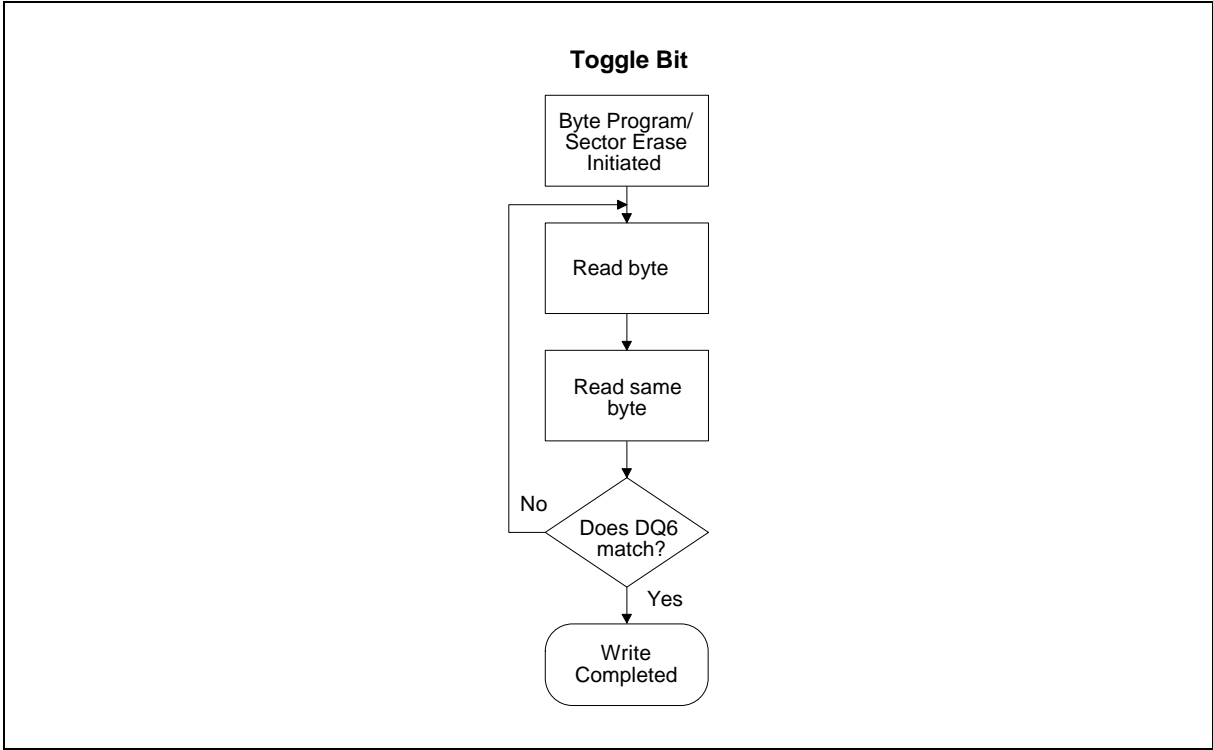 Toggle Bit
Byte Program/
Sector Erase
Initiated
Read byte
Read same
byte
No
Does DQ6
match?
Yes
Write
Completed